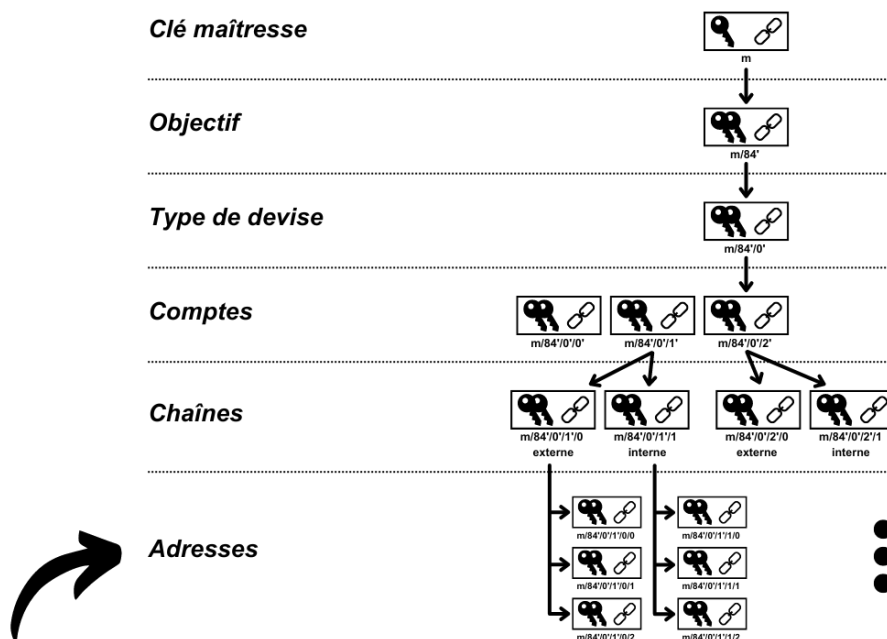 Clé maîtresse
m
Objectif
m/84'
Type de devise
m/84'/0'
Comptes
m/84'/0'/0' m/84'/0'/1' m/84'/0'/2'
Chaînes
m/84'/0'/1'/0 m/84'/0'/1'/1 m/84'/0'/2'/0 m/84'/0'/2'/1
externe interne externe interne
m/84'/0'/1'/0/0 m/84'/0'/1'/1/0
Adresses
m/84'/0'/1'/0/1 m/84'/0'/1'/1/1
m/84'/0'/1'/0/2 m/84'/0'/1'/1/2